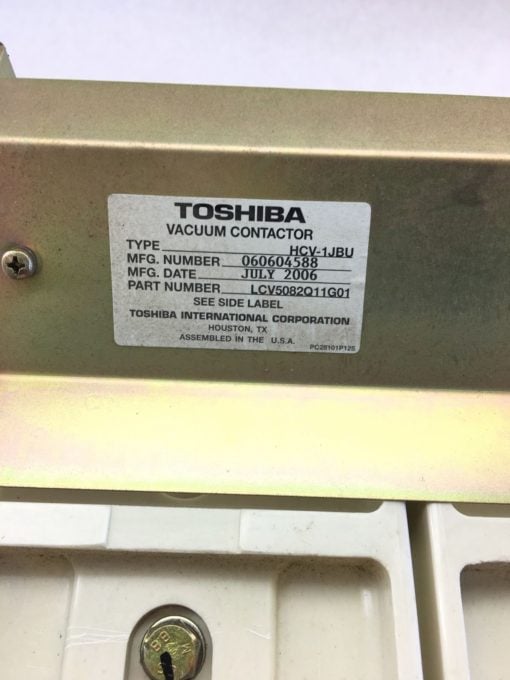 TOSHIBA
VACUUM CONTACTOR
TYPE HCV-1JBU
MFG. NUMBER 060604588
MFG. DATE JULY 2006
PART NUMBER LCV5082Q11G01
SEE SIDE LABEL
TOSHIBA INTERNATIONAL CORPORATION
HOUSTON, TX
ASSEMBLED IN THE U.S.A.
PC28101P125